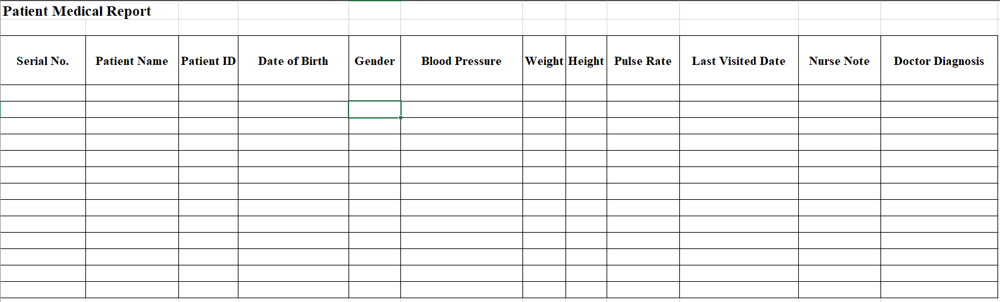 Patient Medical Report
Serial No. Patient Name Patient ID Date of Birth Gender Blood Pressure Weight Height Pulse Rate Last Visited Date Nurse Note Doctor Diagnosis